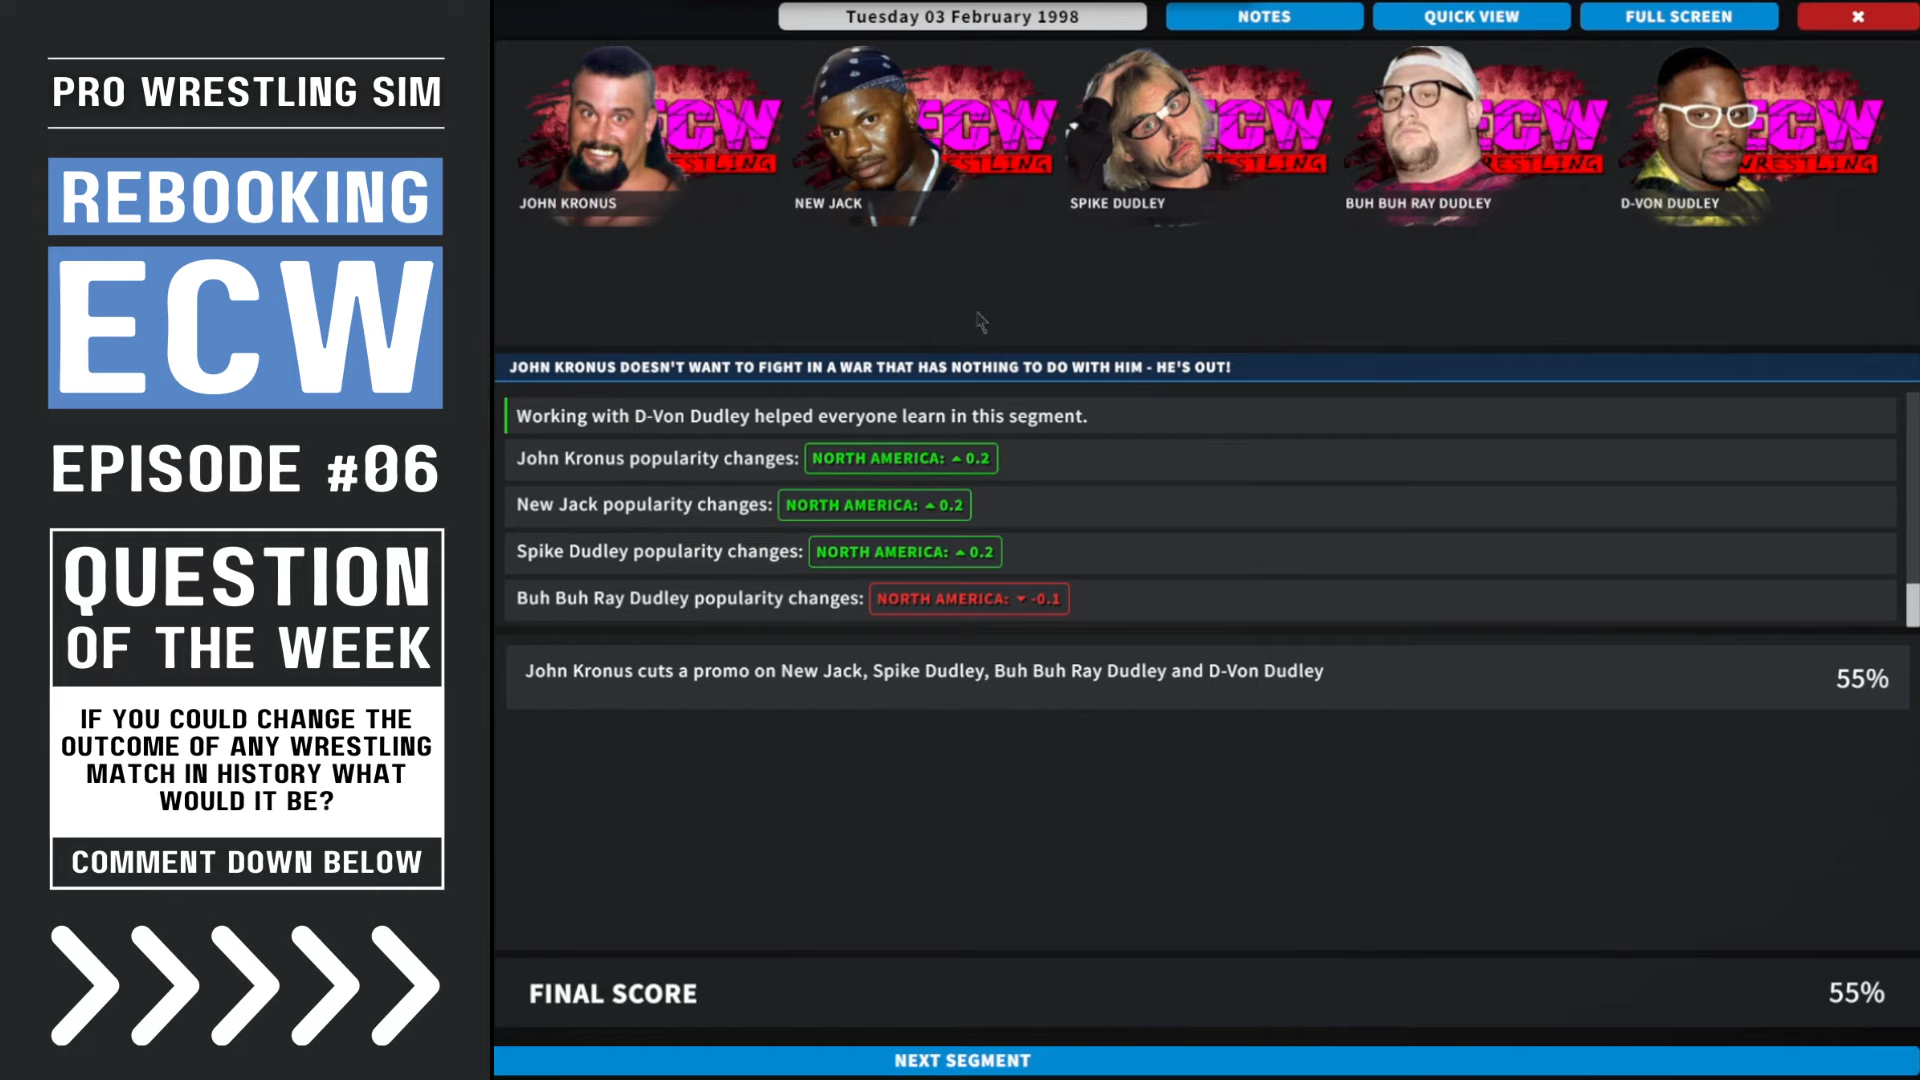 PRO WRESTLING SIM
REBOOKING
ECW
EPISODE #06
QUESTION
OF THE WEEK
IF YOU COULD CHANGE THE
OUTCOME OF ANY WRESTLING
MATCH IN HISTORY WHAT
WOULD IT BE?
COMMENT DOWN BELOW
Tuesday 03 February 1998
NOTES
QUICK VIEW
FULL SCREEN
JOHN KRONUS
NEW JACK
SPIKE DUDLEY
BUH BUH RAY DUDLEY
D-VON DUDLEY
JOHN KRONUS DOESN'T WANT TO FIGHT IN A WAR THAT HAS NOTHING TO DO WITH HIM - HE'S OUT!
Working with D-Von Dudley helped everyone learn in this segment.
John Kronus popularity changes: NORTH AMERICA: 0.2
New Jack popularity changes: NORTH AMERICA: 0.2
Spike Dudley popularity changes: NORTH AMERICA: 0.2
Buh Buh Ray Dudley popularity changes: NORTH AMERICA: -0.1
John Kronus cuts a promo on New Jack, Spike Dudley, Buh Buh Ray Dudley and D-Von Dudley 55%
FINAL SCORE 55%
NEXT SEGMENT